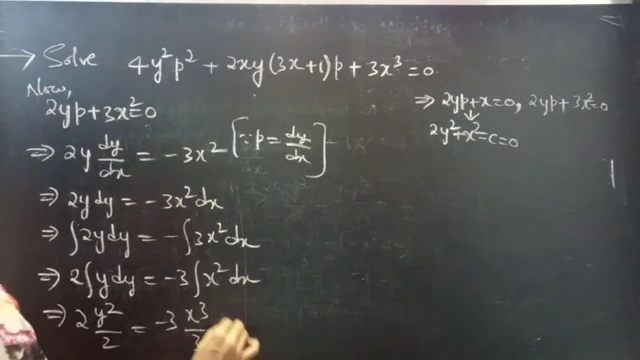 → Solve 4y²p² + 2xy(3x+1)p + 3x³ = 0
Now,
2yp + 3x² = 0
⇒ 2y dy/dx = -3x² [∵ p = dy/dx]
⇒ 2y dy = -3x² dx
⇒ ∫2y dy = -∫3x² dx
⇒ 2∫y dy = -3∫x² dx
⇒ 2 y²/2 = -3 x³/3
⇒ 2yp + x = 0, 2yp + 3x² = 0
2y² + x² = c = 0